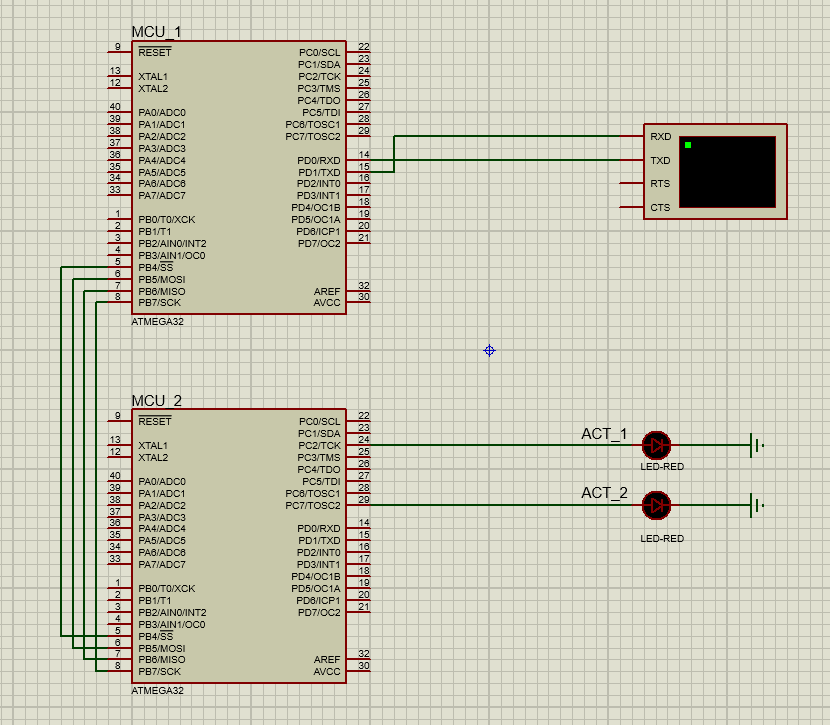 MCU_1
9 RESET PC0/SCL 22
PC1/SDA 23
13 XTAL1 PC2/TCK 24
12 XTAL2 PC3/TMS 25
PC4/TDO 26
40 PA0/ADC0 PC5/TDI 27
39 PA1/ADC1 PC6/TOSC1 28
38 PA2/ADC2 PC7/TOSC2 29
37 PA3/ADC3
36 PA4/ADC4 PD0/RXD 14
35 PA5/ADC5 PD1/TXD 15
34 PA6/ADC6 PD2/INT0 16
33 PA7/ADC7 PD3/INT1 17
PD4/OC1B 18
1 PB0/T0/XCK PD5/OC1A 19
2 PB1/T1 PD6/ICP1 20
3 PB2/AIN0/INT2 PD7/OC2 21
4 PB3/AIN1/OC0
5 PB4/SS
6 PB5/MOSI
7 PB6/MISO AREF 32
8 PB7/SCK AVCC 30
ATMEGA32
RXD
TXD
RTS
CTS
MCU_2
9 RESET PC0/SCL 22
PC1/SDA 23
13 XTAL1 PC2/TCK 24
12 XTAL2 PC3/TMS 25
PC4/TDO 26
40 PA0/ADC0 PC5/TDI 27
39 PA1/ADC1 PC6/TOSC1 28
38 PA2/ADC2 PC7/TOSC2 29
37 PA3/ADC3
36 PA4/ADC4 PD0/RXD 14
35 PA5/ADC5 PD1/TXD 15
34 PA6/ADC6 PD2/INT0 16
33 PA7/ADC7 PD3/INT1 17
PD4/OC1B 18
1 PB0/T0/XCK PD5/OC1A 19
2 PB1/T1 PD6/ICP1 20
3 PB2/AIN0/INT2 PD7/OC2 21
4 PB3/AIN1/OC0
5 PB4/SS
6 PB5/MOSI
7 PB6/MISO AREF 32
8 PB7/SCK AVCC 30
ATMEGA32
ACT_1
LED-RED
ACT_2
LED-RED